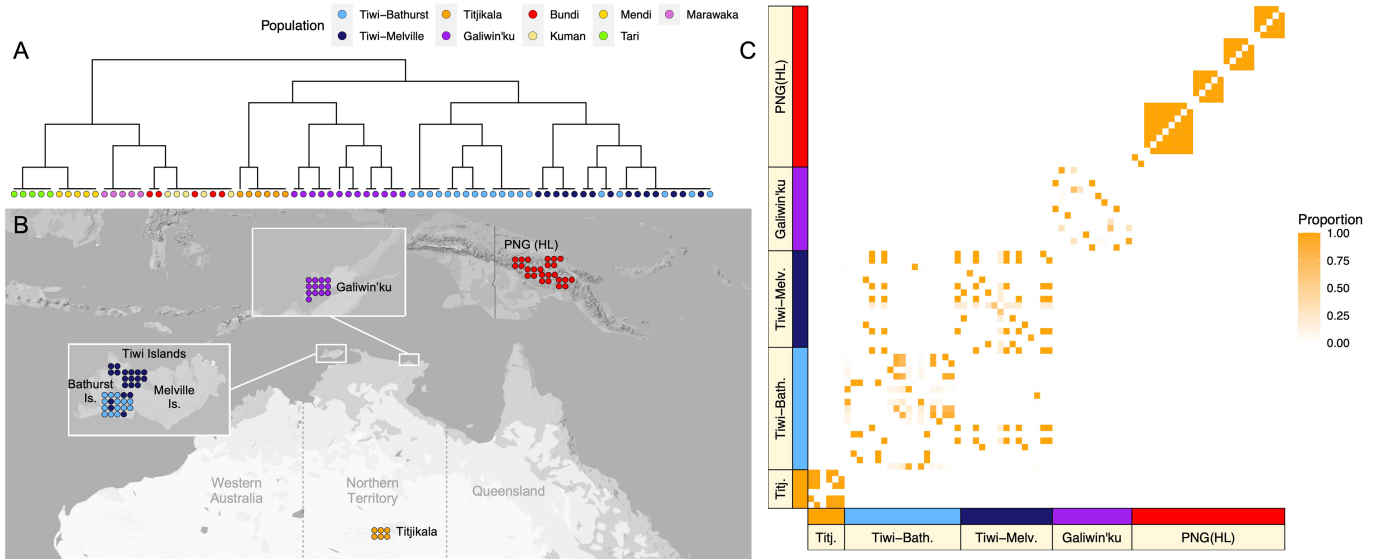 Population
Tiwi-Bathurst
Titjikala
Bundi
Mendi
Marawaka
Tiwi-Melville
Galiwin'ku
Kuman
Tari
A
B
PNG (HL)
Galiwin'ku
Tiwi Islands
Bathurst
Is.
Melville
Is.
Western
Australia
Northern
Territory
Queensland
Titjikala
C
PNG(HL)
Galiwin'ku
Tiwi−Melv.
Tiwi−Bath.
Titj.
Titj.
Tiwi−Bath.
Tiwi−Melv.
Galiwin'ku
PNG(HL)
Proportion
1.00
0.75
0.50
0.25
0.00